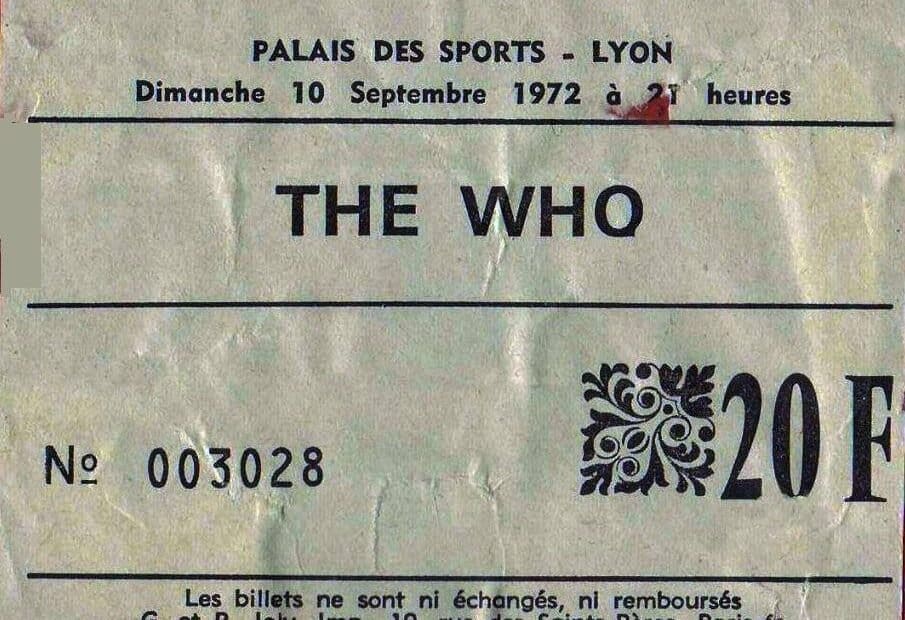 PALAIS DES SPORTS - LYON
Dimanche 10 Septembre 1972 à 21 heures
THE WHO
Nº 003028
20 F
Les billets ne sont ni échangés, ni remboursés